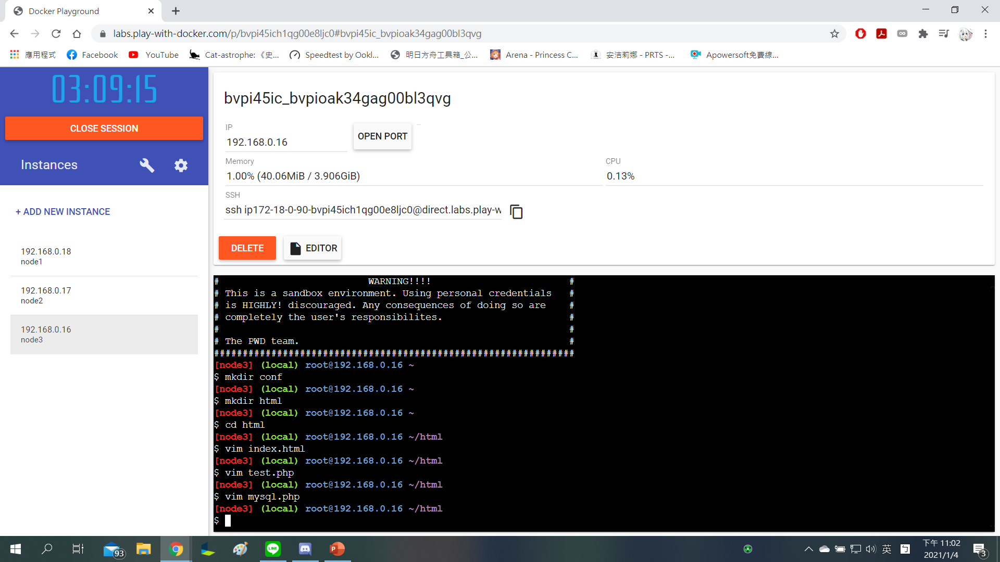 Docker Playground
labs.play-with-docker.com/p/bvpi45ich1qg00e8ljc0#bvpi45ic_bvpioak34gag00bl3qvg
應用程式 Facebook YouTube Cat-astrophe:《史... Speedtest by Ookl... 明日方舟工具箱_公... Arena - Princess C... 安洁莉娜 - PRTS -... Apowersoft免費線...
03:09:15
CLOSE SESSION
Instances
+ ADD NEW INSTANCE
192.168.0.18
node1
192.168.0.17
node2
192.168.0.16
node3
bvpi45ic_bvpioak34gag00bl3qvg
IP
192.168.0.16
OPEN PORT
Memory
1.00% (40.06MiB / 3.906GiB)
CPU
0.13%
SSH
ssh ip172-18-0-90-bvpi45ich1qg00e8ljc0@direct.labs.play-w
DELETE
EDITOR
# WARNING!!!! #
# This is a sandbox environment. Using personal credentials #
# is HIGHLY! discouraged. Any consequences of doing so are #
# completely the user's responsibilites. #
# #
# The PWD team. #
###############################################################
[node3] (local) root@192.168.0.16 ~
$ mkdir conf
[node3] (local) root@192.168.0.16 ~
$ mkdir html
[node3] (local) root@192.168.0.16 ~
$ cd html
[node3] (local) root@192.168.0.16 ~/html
$ vim index.html
[node3] (local) root@192.168.0.16 ~/html
$ vim test.php
[node3] (local) root@192.168.0.16 ~/html
$ vim mysql.php
[node3] (local) root@192.168.0.16 ~/html
$
93
LINE
P
英
下午 11:02
2021/1/4
3